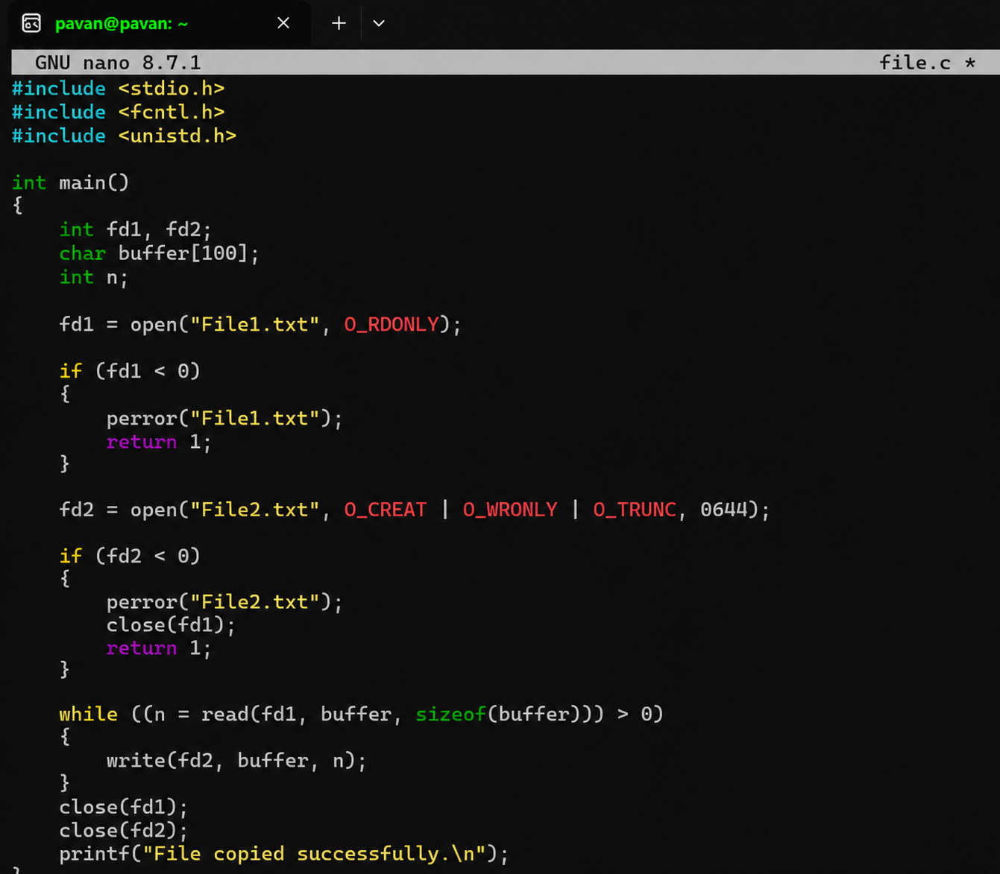 pavan@pavan: ~
GNU nano 8.7.1 file.c *
#include <stdio.h>
#include <fcntl.h>
#include <unistd.h>
int main()
{
    int fd1, fd2;
    char buffer[100];
    int n;
    fd1 = open("File1.txt", O_RDONLY);
    if (fd1 < 0)
    {
        perror("File1.txt");
        return 1;
    }
    fd2 = open("File2.txt", O_CREAT | O_WRONLY | O_TRUNC, 0644);
    if (fd2 < 0)
    {
        perror("File2.txt");
        close(fd1);
        return 1;
    }
    while ((n = read(fd1, buffer, sizeof(buffer))) > 0)
    {
        write(fd2, buffer, n);
    }
    close(fd1);
    close(fd2);
    printf("File copied successfully.\n");
}